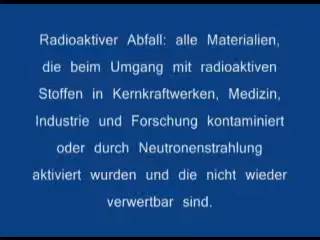 Radioaktiver Abfall: alle Materialien,
die beim Umgang mit radioaktiven
Stoffen in Kernkraftwerken, Medizin,
Industrie und Forschung kontaminiert
oder durch Neutronenstrahlung
aktiviert wurden und die nicht wieder
verwertbar sind.